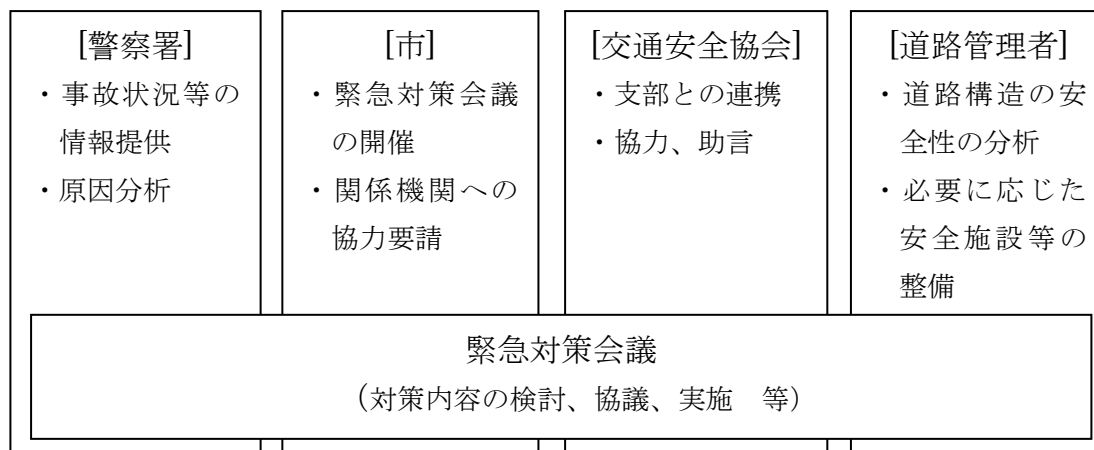 [警察署]
・事故状況等の
情報提供
・原因分析
[市]
・緊急対策会議
の開催
・関係機関への
協力要請
[交通安全協会]
・支部との連携
・協力、助言
[道路管理者]
・道路構造の安
全性の分析
・必要に応じた
安全施設等の
整備
緊急対策会議
（対策内容の検討、協議、実施　等）